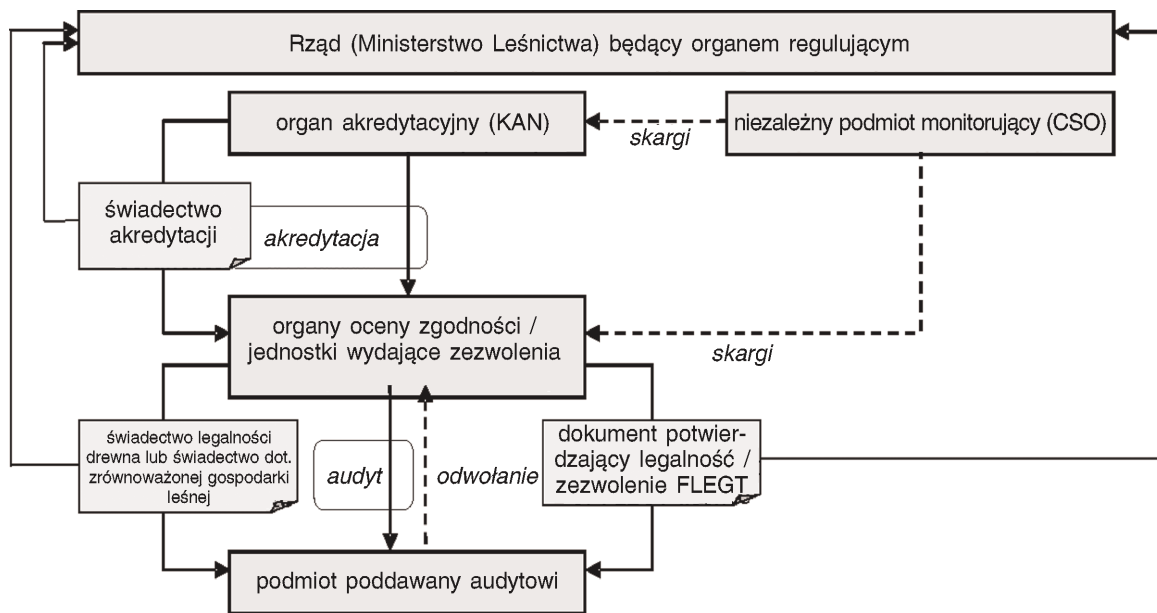 Rząd (Ministerstwo Leśnictwa) będący organem regulującym
organ akredytacyjny (KAN)
skargi
niezależny podmiot monitorujący (CSO)
świadectwo
akredytacji
akredytacja
organy oceny zgodności /
jednostki wydające zezwolenia
skargi
świadectwo legalności
drewna lub świadectwo dot.
zrównoważonej gospodarki
leśnej
audyt
odwołanie
dokument potwier-
dzający legalność /
zezwolenie FLEGT
podmiot poddawany audytowi